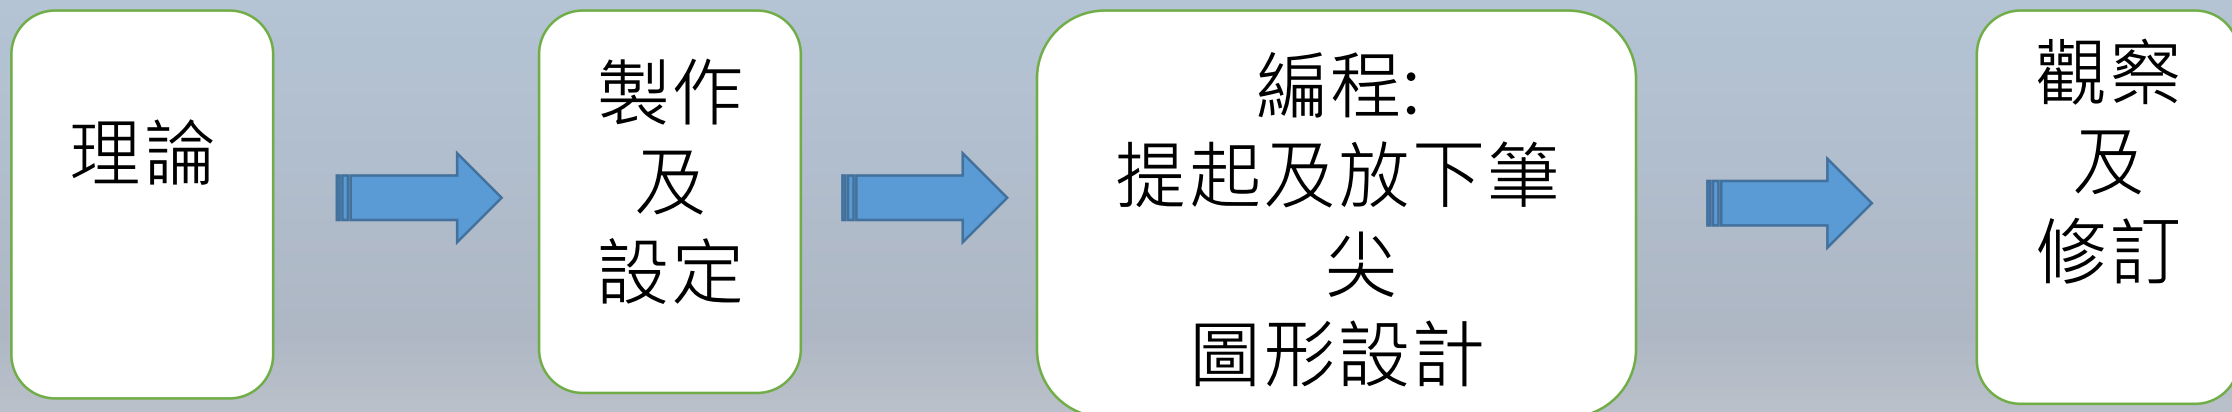 理論
製作
及
設定
編程:
提起及放下筆
尖
圖形設計
觀察
及
修訂